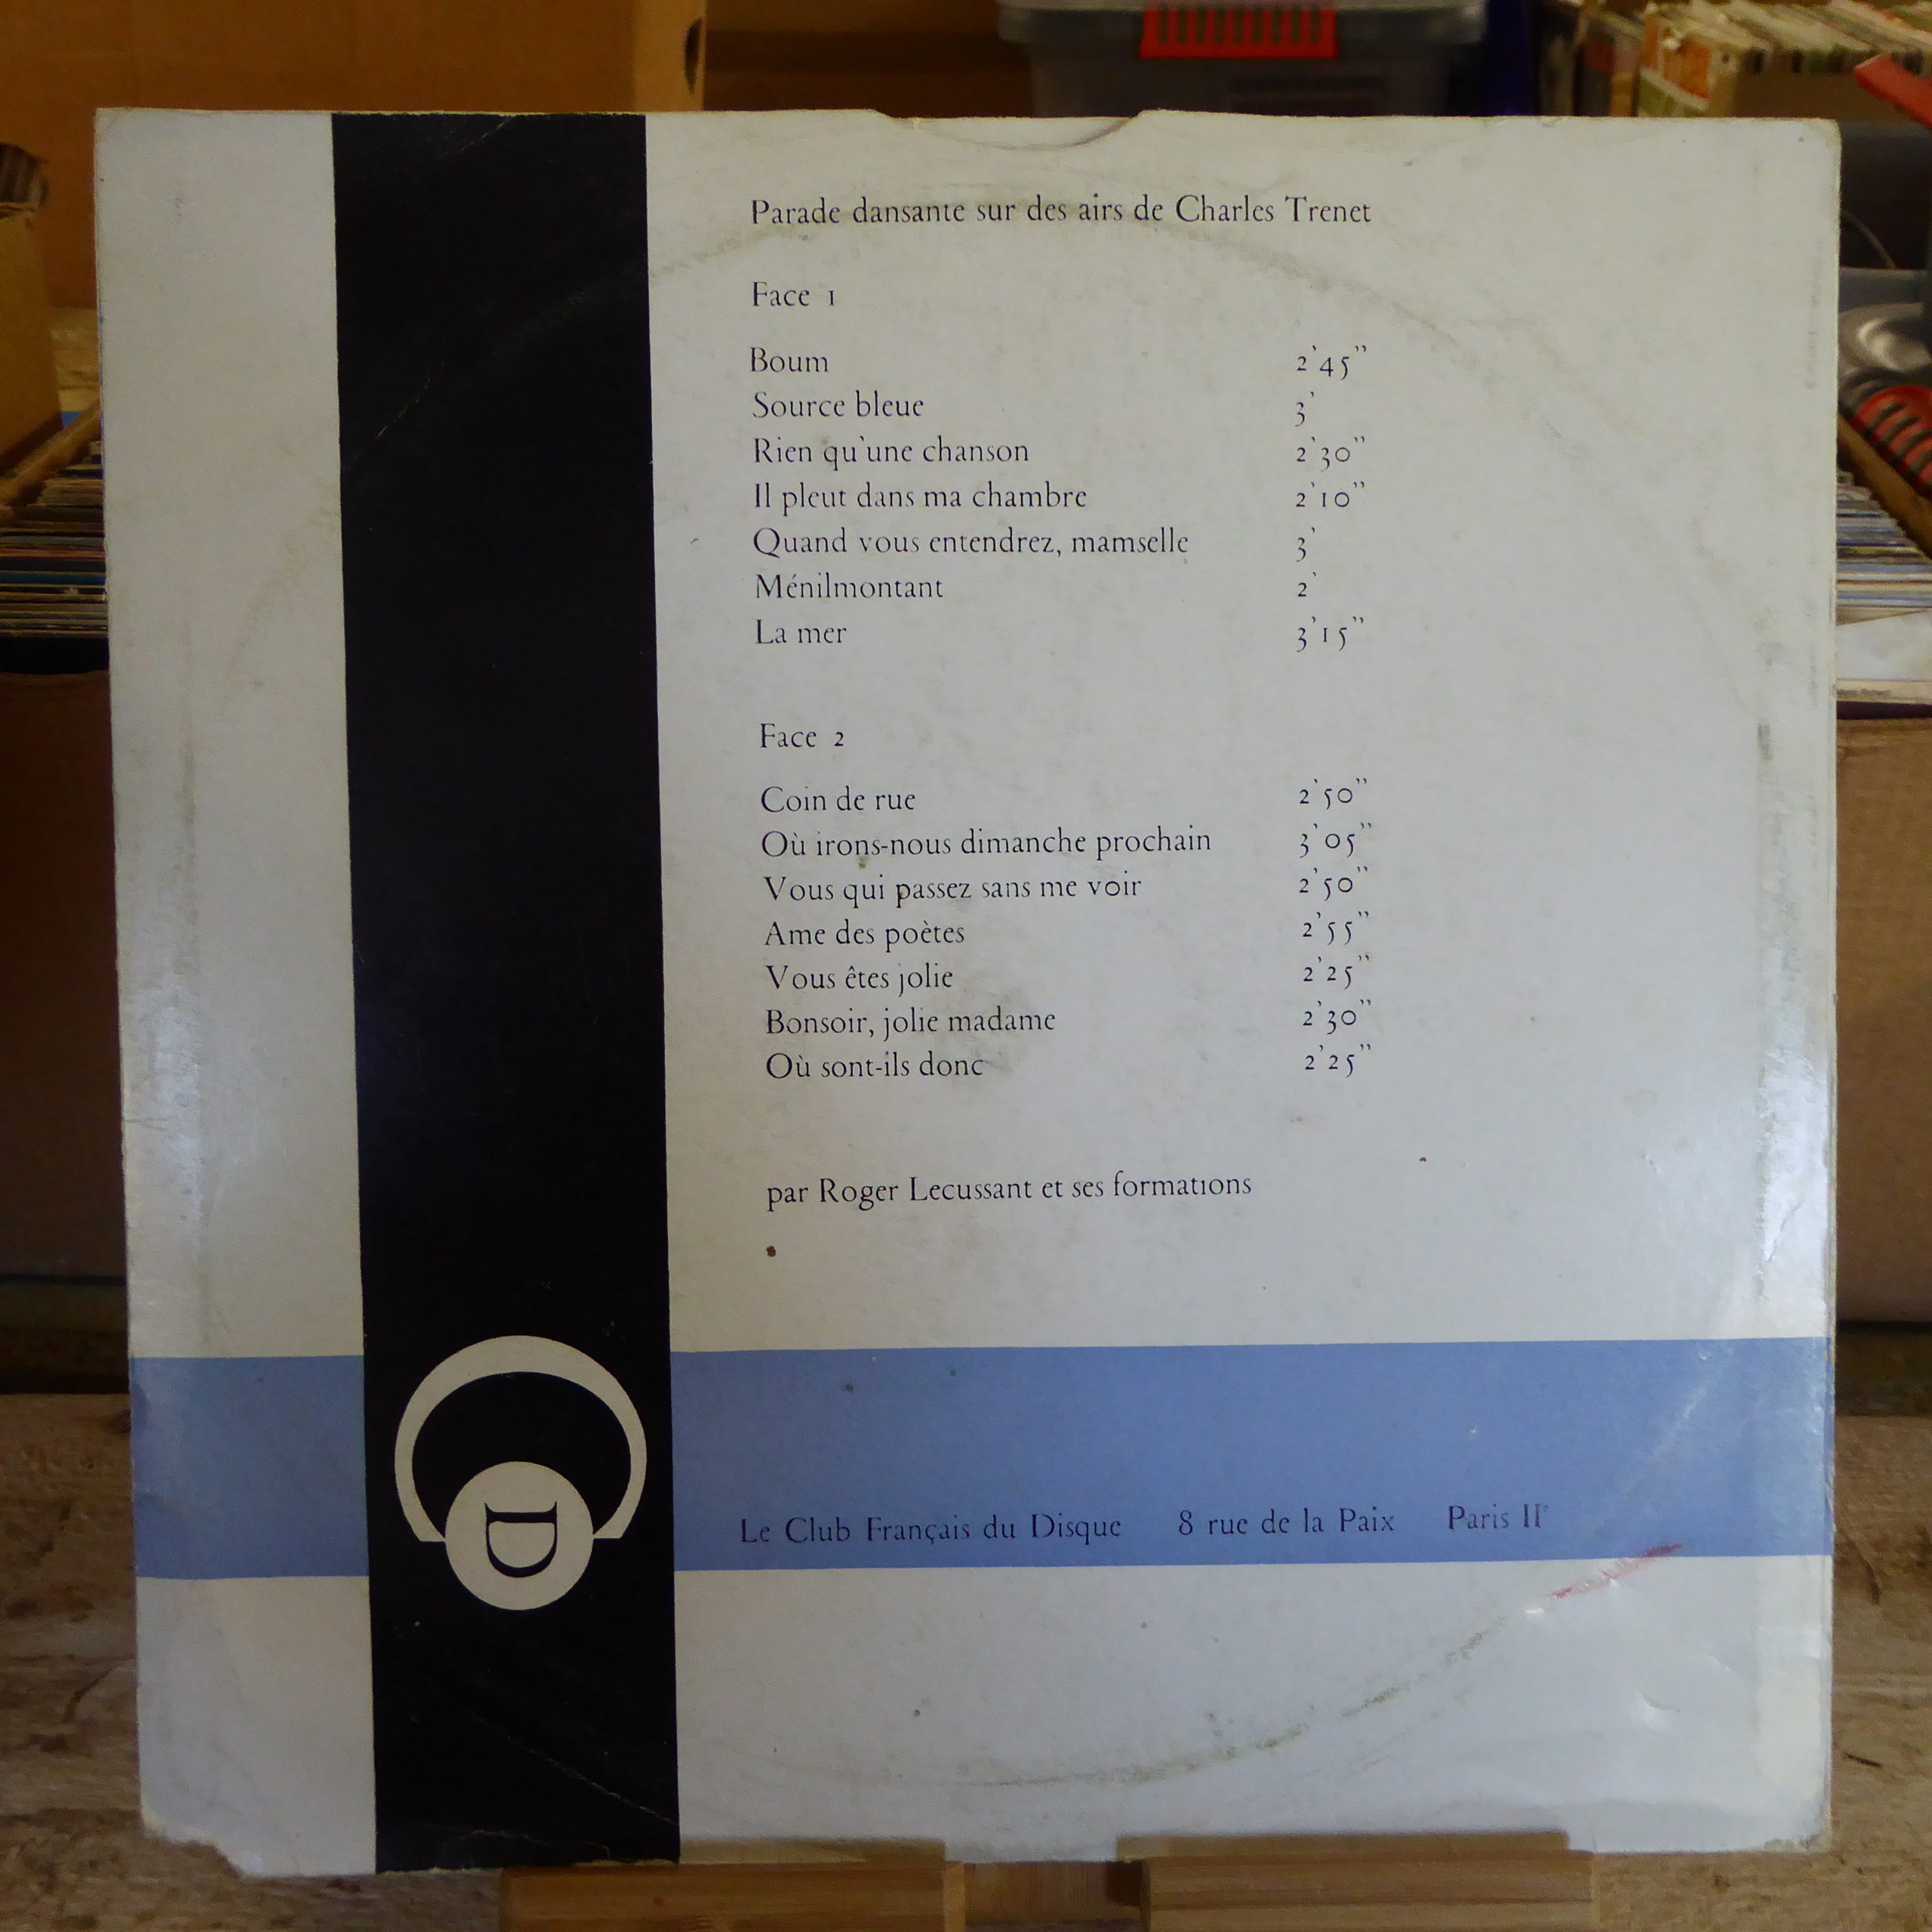 Parade dansante sur des airs de Charles Trenet
Face 1
Boum 2'45"
Source bleue 3'
Rien qu'une chanson 2'30"
Il pleut dans ma chambre 2'10"
Quand vous entendrez, mamselle 3'
Ménilmontant 2'
La mer 3'15"
Face 2
Coin de rue 2'50"
Où irons-nous dimanche prochain 3'05"
Vous qui passez sans me voir 2'50"
Ame des poètes 2'55"
Vous êtes jolie 2'25"
Bonsoir, jolie madame 2'30"
Où sont-ils donc 2'25"
par Roger Lecussant et ses formations
D
Le Club Français du Disque 8 rue de la Paix Paris IIe